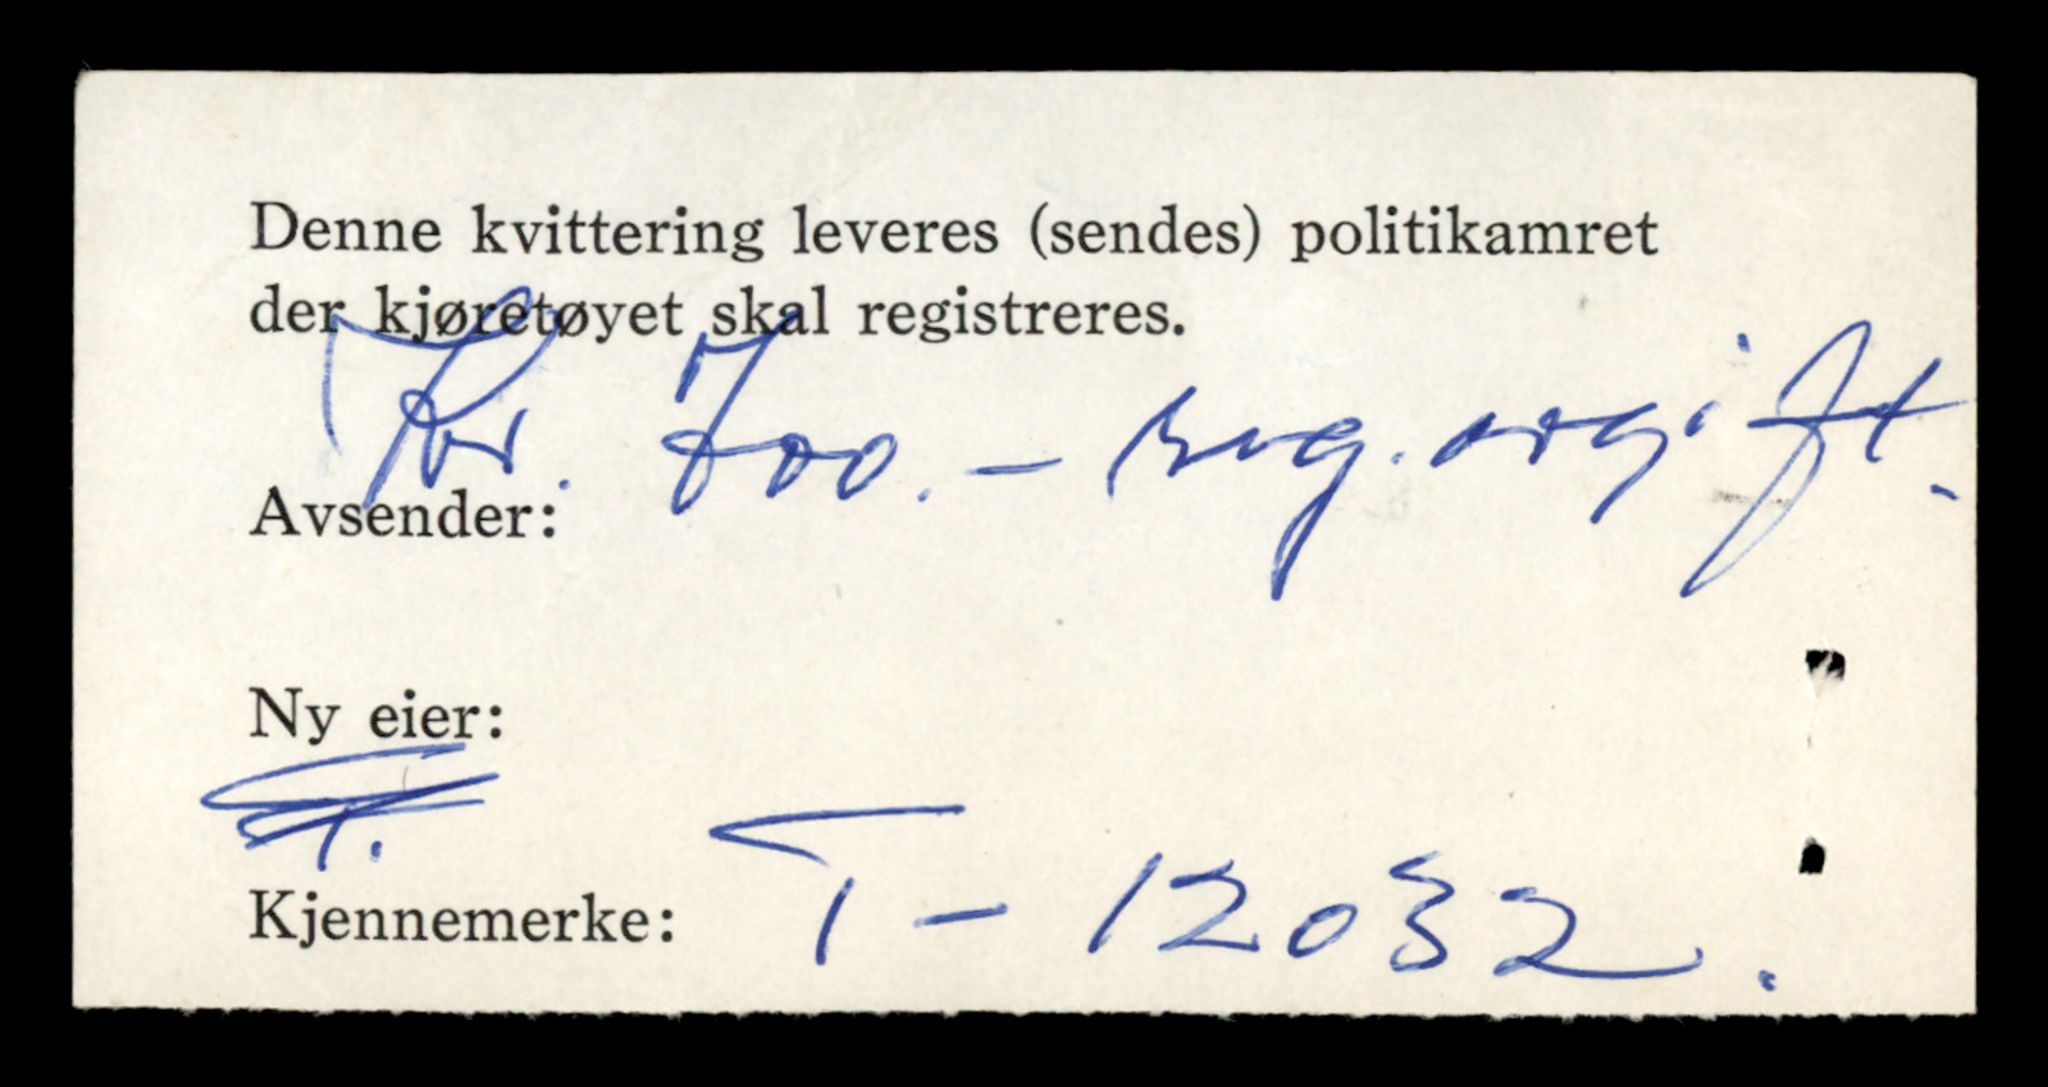 Denne kvittering leveres (sendes) politikamret
der kjøretøyet skal registreres.
Kr. 700.- reg. avgift.
Avsender:
Ny eier:
T.
Kjennemerke: T - 12032.